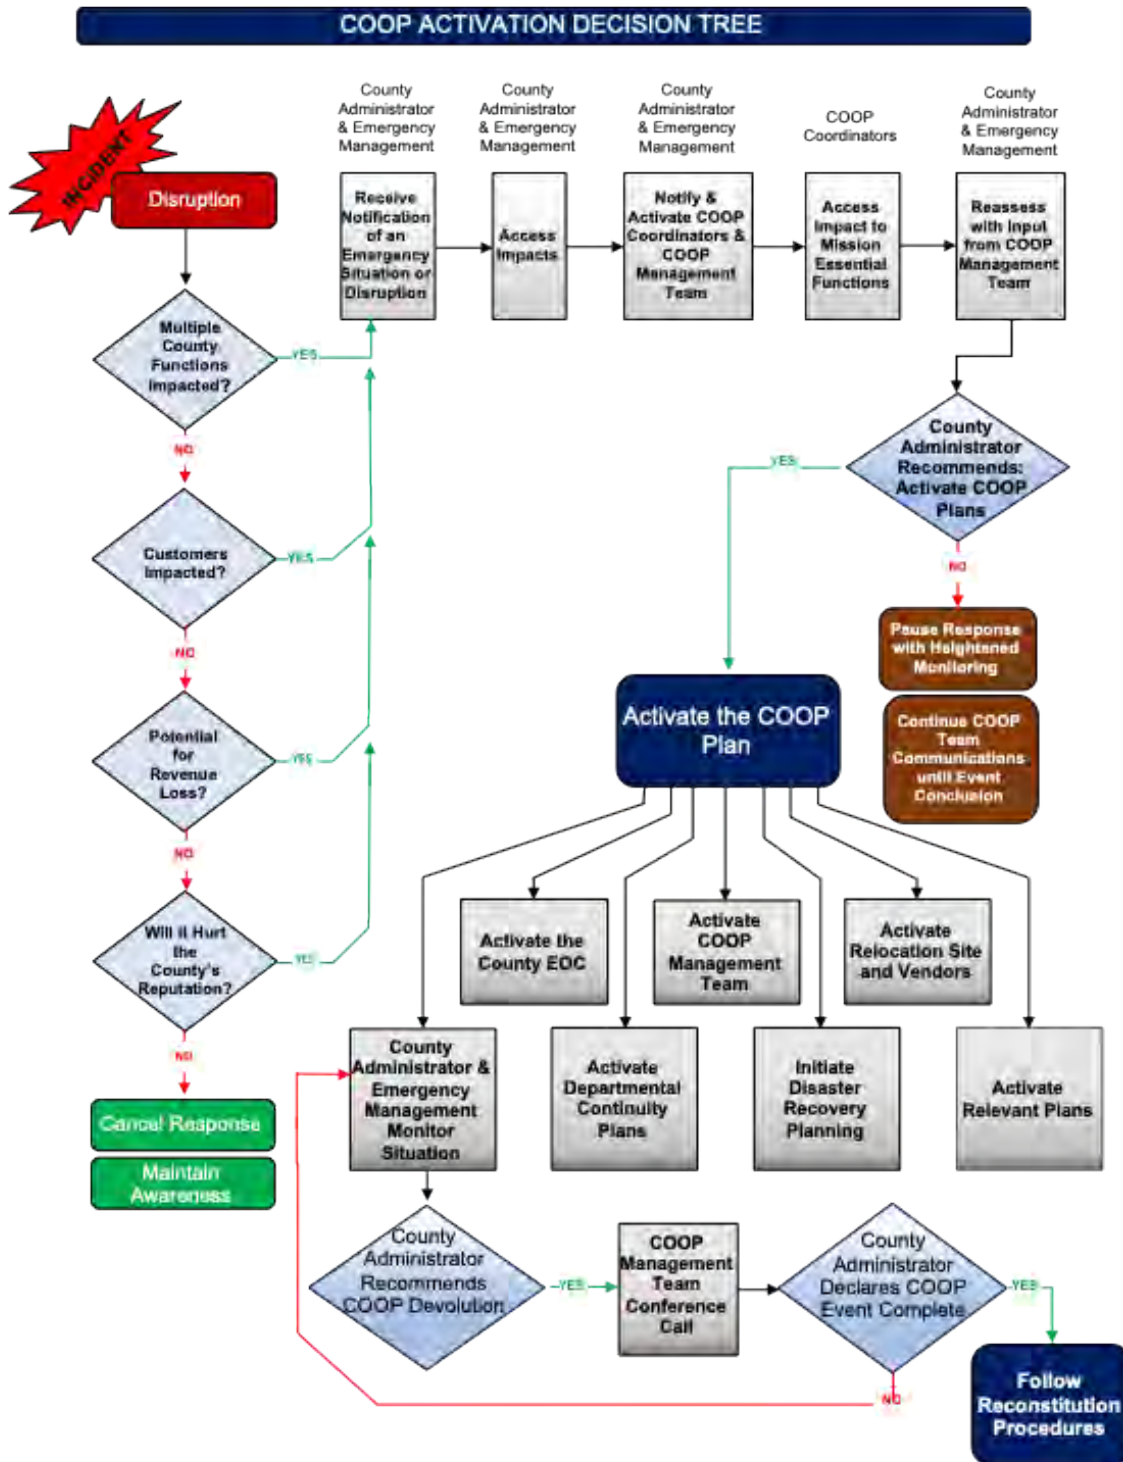 COOP ACTIVATION DECISION TREE
INCIDENT
Disruption
County
Administrator
& Emergency
Management
County
Administrator
& Emergency
Management
County
Administrator
& Emergency
Management
COOP
Coordinators
County
Administrator
& Emergency
Management
Receive
Notification
of an
Emergency
Situation or
Disruption
Access
Impacts
Notify &
Activate COOP
Coordinators &
COOP
Management
Team
Access
Impact to
Mission
Essential
Functions
Reassess
with Input
from COOP
Management
Team
Multiple
County
Functions
Impacted?
YES
NO
Customers
Impacted?
YES
NO
Potential
for
Revenue
Loss?
YES
NO
Will it Hurt
the
County's
Reputation?
YES
NO
Cancel Response
Maintain
Awareness
County
Administrator
Recommends:
Activate COOP
Plans
YES
NO
Pause Response
with Heightened
Monitoring
Continue COOP
Team
Communications
until Event
Conclusion
Activate the COOP
Plan
Activate the
County EOC
Activate
COOP
Management
Team
Activate
Relocation Site
and Vendors
County
Administrator &
Emergency
Management
Monitor
Situation
Activate
Departmental
Continuity
Plans
Initiate
Disaster
Recovery
Planning
Activate
Relevant Plans
County
Administrator
Recommends
COOP Devolution
YES
COOP
Management
Team
Conference
Call
County
Administrator
Declares COOP
Event Complete
YES
NO
Follow
Reconstitution
Procedures